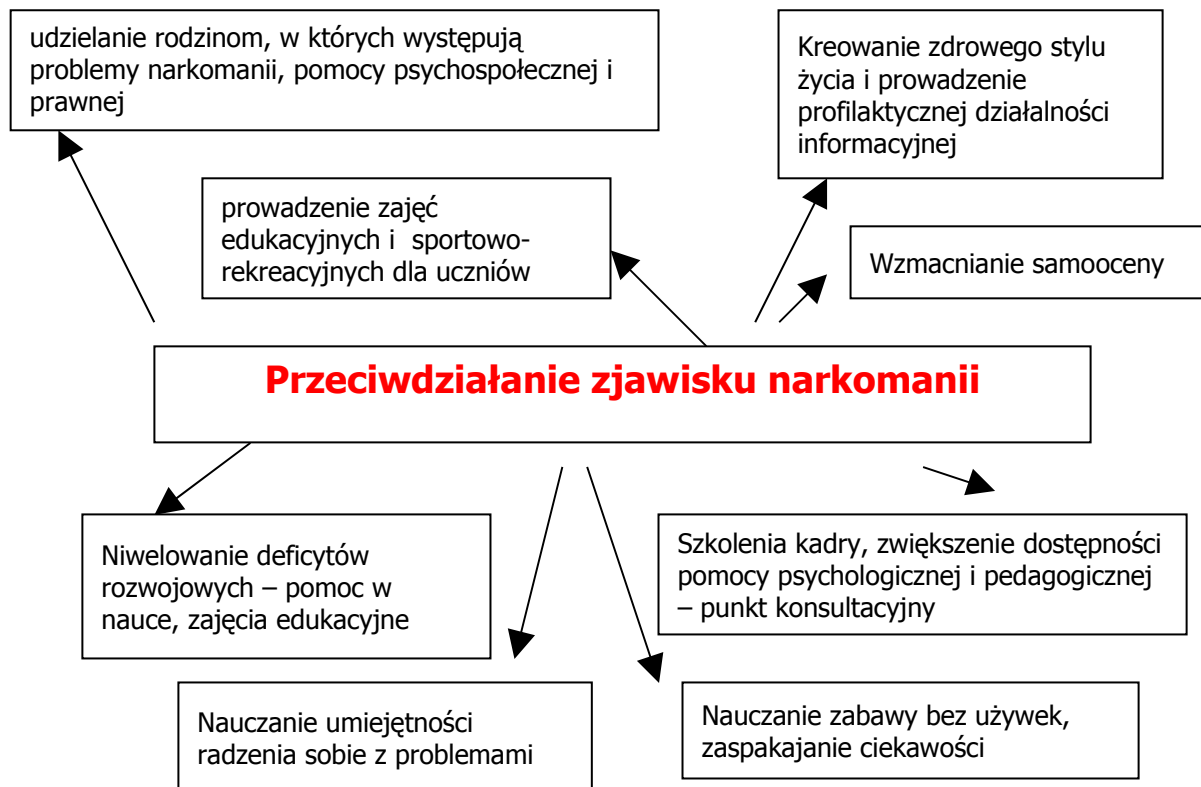 udzielanie rodzinom, w których występują
problemy narkomanii, pomocy psychospołecznej i
prawnej
Kreowanie zdrowego stylu
życia i prowadzenie
profilaktycznej działalności
informacyjnej
prowadzenie zajęć
edukacyjnych i sportowo-
rekreacyjnych dla uczniów
Wzmacnianie samooceny
Przeciwdziałanie zjawisku narkomanii
Niwelowanie deficytów
rozwojowych – pomoc w
nauce, zajęcia edukacyjne
Szkolenia kadry, zwiększenie dostępności
pomocy psychologicznej i pedagogicznej
– punkt konsultacyjny
Nauczanie umiejętności
radzenia sobie z problemami
Nauczanie zabawy bez używek,
zaspakajanie ciekawości